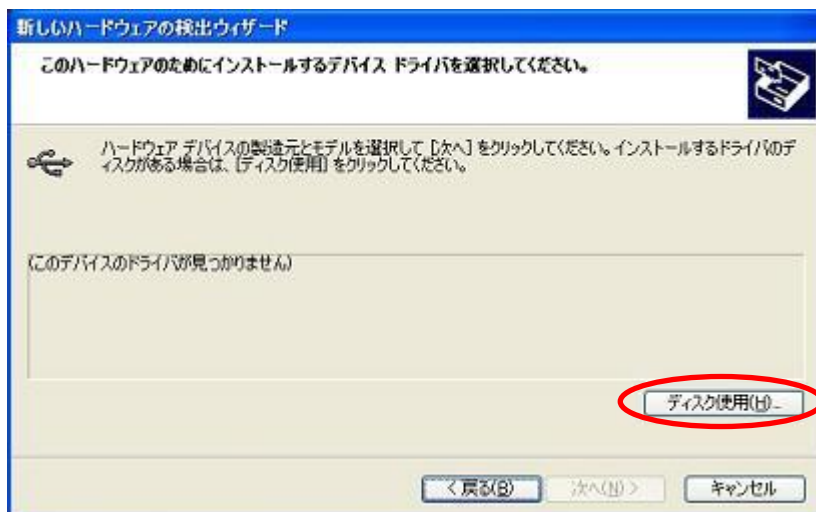 新しいハードウェアの検出ウィザード
このハードウェアのためにインストールするデバイス ドライバを選択してください。
ハードウェア デバイスの製造元とモデルを選択して [次へ] をクリックしてください。インストールするドライバのデ
ィスクがある場合は、[ディスク使用] をクリックしてください。
(このデバイスのドライバが見つかりません)
ディスク使用(H)...
< 戻る(B)
次へ(N) >
キャンセル